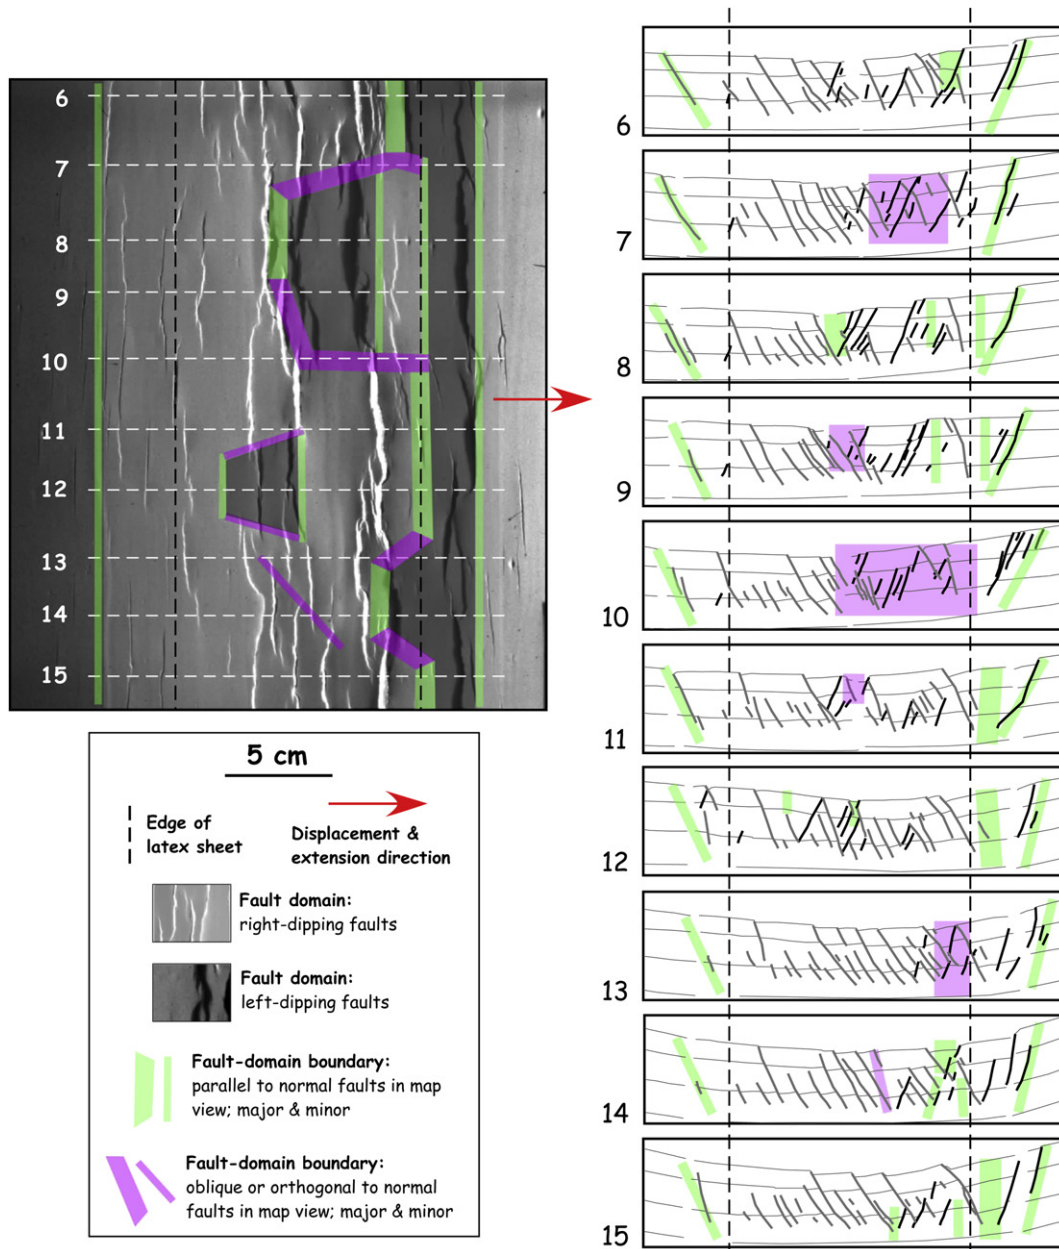 6
7
8
9
10
11
12
13
14
15
5 cm
Edge of
latex sheet
Displacement &
extension direction
Fault domain:
right-dipping faults
Fault domain:
left-dipping faults
Fault-domain boundary:
parallel to normal faults in map
view; major & minor
Fault-domain boundary:
oblique or orthogonal to normal
faults in map view; major & minor
6
7
8
9
10
11
12
13
14
15